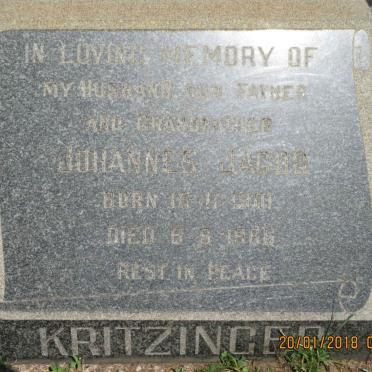 IN LOVING MEMORY OF
MY HUSBAND OUR FATHER
AND GRANDFATHER
JOHANNES JACOB
BORN
DIED
REST IN PEACE
KRITZINGER
20/01/2018